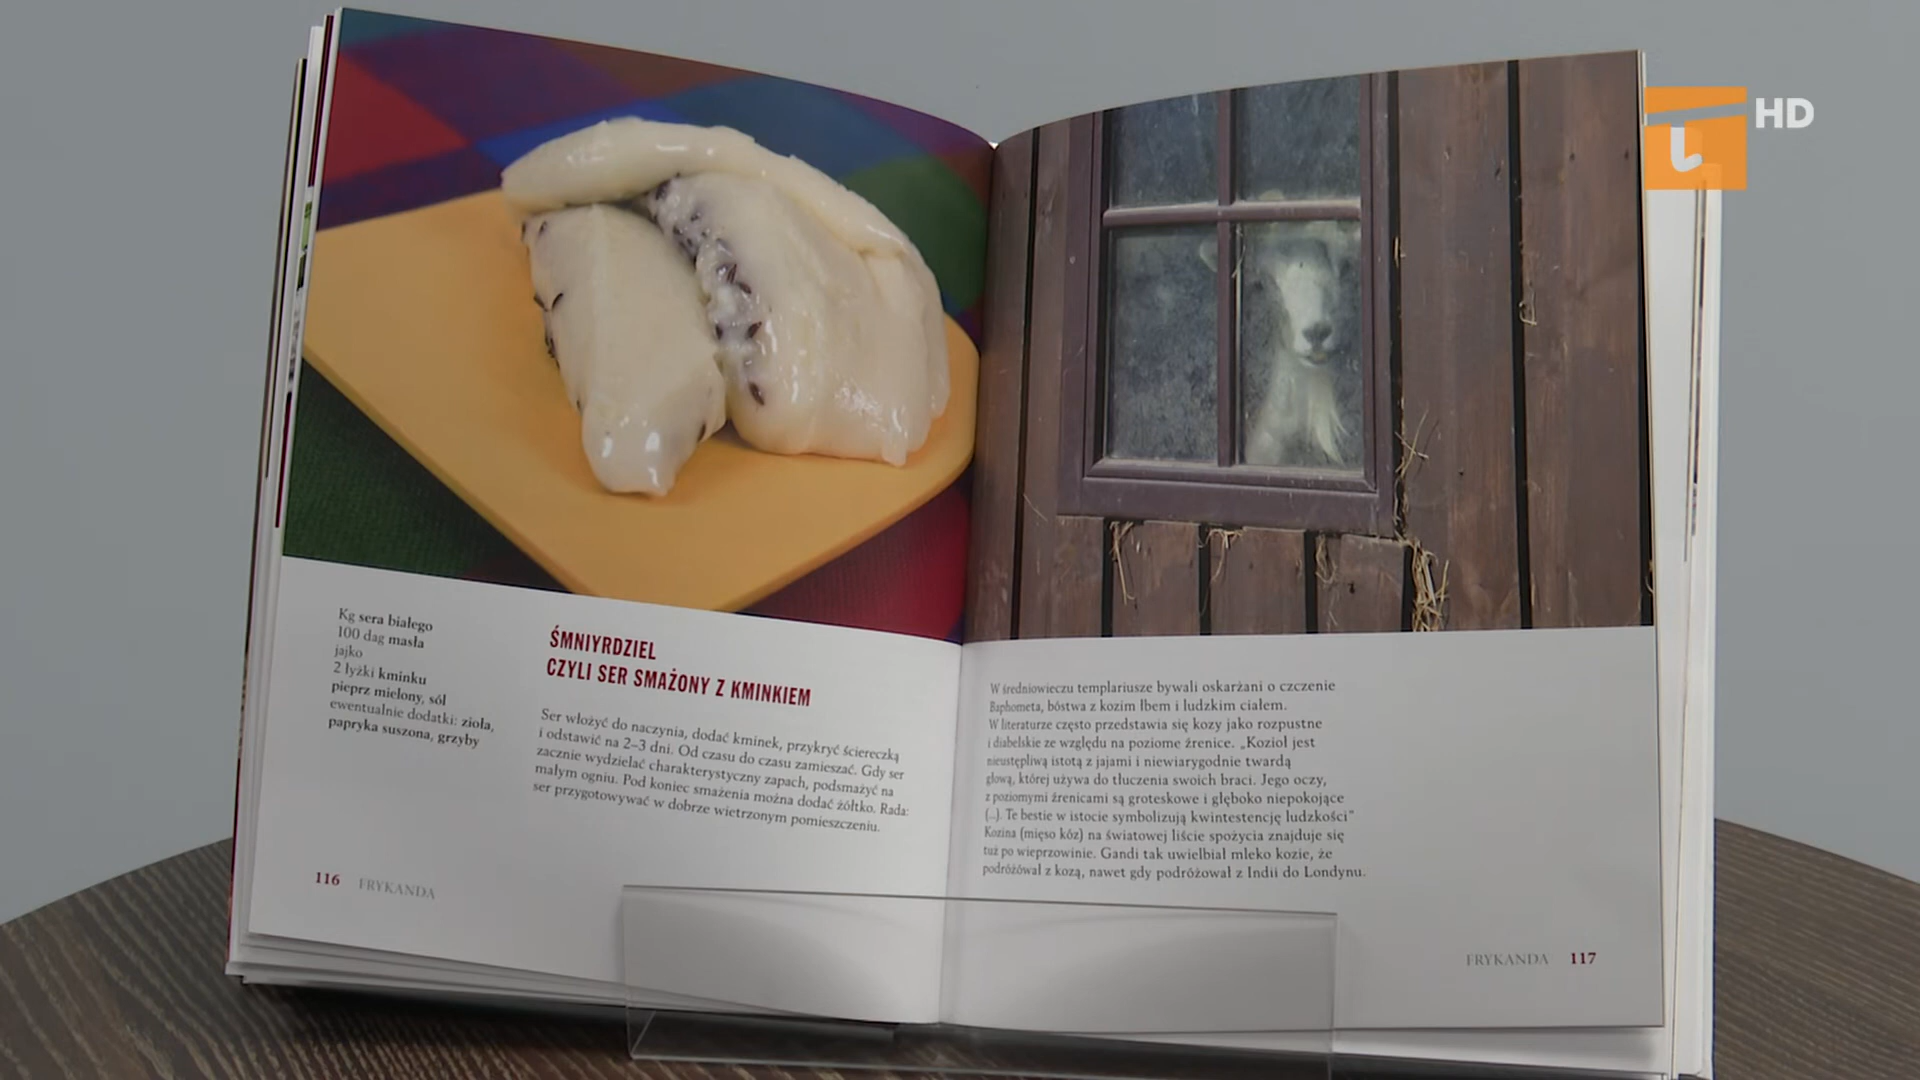 HD
Kg sera białego
100 dag masła
jajko
2 łyżki kminku
pieprz mielony, sól
ewentualnie dodatki: zioła,
papryka suszona, grzyby
ŚMNIYRDZIEL
CZYLI SER SMAŻONY Z KMINKIEM
Ser włożyć do naczynia, dodać kminek, przykryć ściereczką
i odstawić na 2–3 dni. Od czasu do czasu zamieszać. Gdy ser
zacznie wydzielać charakterystyczny zapach, podsmażyć na
małym ogniu. Pod koniec smażenia można dodać żółtko. Rada:
ser przygotowywać w dobrze wietrzonym pomieszczeniu.
116 FRYKANDA
W średniowieczu templariusze bywali oskarżani o czczenie
Baphometa, bóstwa z kozim łbem i ludzkim ciałem.
W literaturze często przedstawia się kozy jako rozpustne
i diabelskie ze względu na poziome źrenice. „Kozioł jest
nieustępliwą istotą z jajami i niewiarygodnie twardą
głową, której używa do tłuczenia swoich braci. Jego oczy,
z poziomymi źrenicami są groteskowe i głęboko niepokojące
(...). Te bestie w istocie symbolizują kwintestencję ludzkości"
Kozina (mięso kóz) na światowej liście spożycia znajduje się
tuż po wieprzowinie. Gandi tak uwielbiał mleko kozie, że
podróżował z kozą, nawet gdy podróżował z Indii do Londynu.
FRYKANDA 117